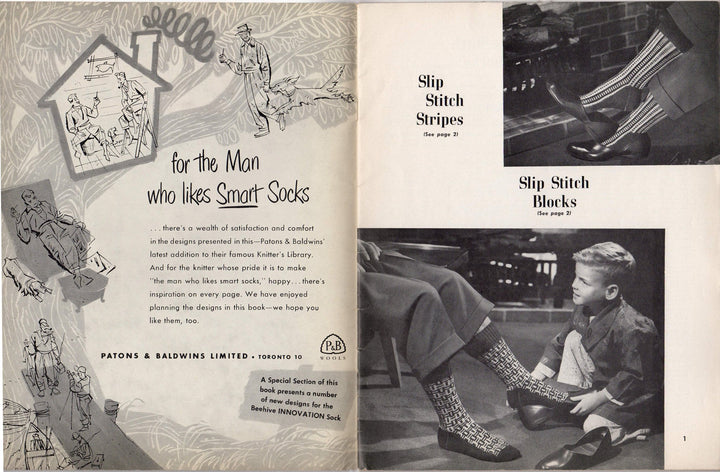 for the Man
who likes Smart Socks
... there's a wealth of satisfaction and comfort
in the designs presented in this—Patons & Baldwins'
latest addition to their famous Knitter's Library.
And for the knitter whose pride it is to make
"the man who likes smart socks," happy...there's
inspiration on every page. We have enjoyed
planning the designs in this book—we hope you
like them, too.
PATONS & BALDWINS LIMITED • TORONTO 10
P&B
WOOLS
A Special Section of this
book presents a number
of new designs for the
Beehive INNOVATION Sock
Slip
Stitch
Stripes
(See page 2)
Slip Stitch
Blocks
(See page 2)
1